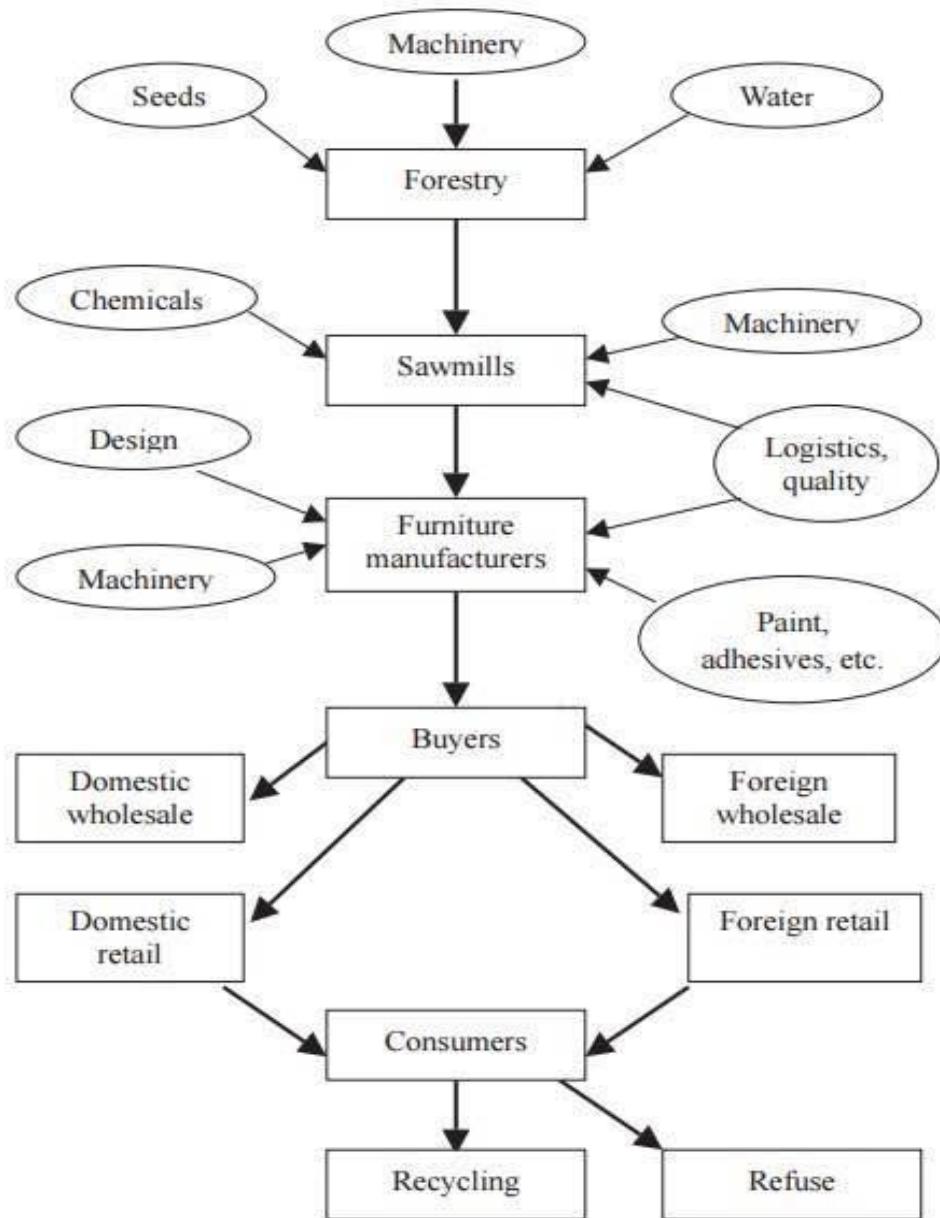 Machinery
Seeds
Water
Forestry
Chemicals
Machinery
Sawmills
Design
Logistics,
quality
Furniture
manufacturers
Machinery
Paint,
adhesives, etc.
Buyers
Domestic
wholesale
Foreign
wholesale
Domestic
retail
Foreign retail
Consumers
Recycling
Refuse